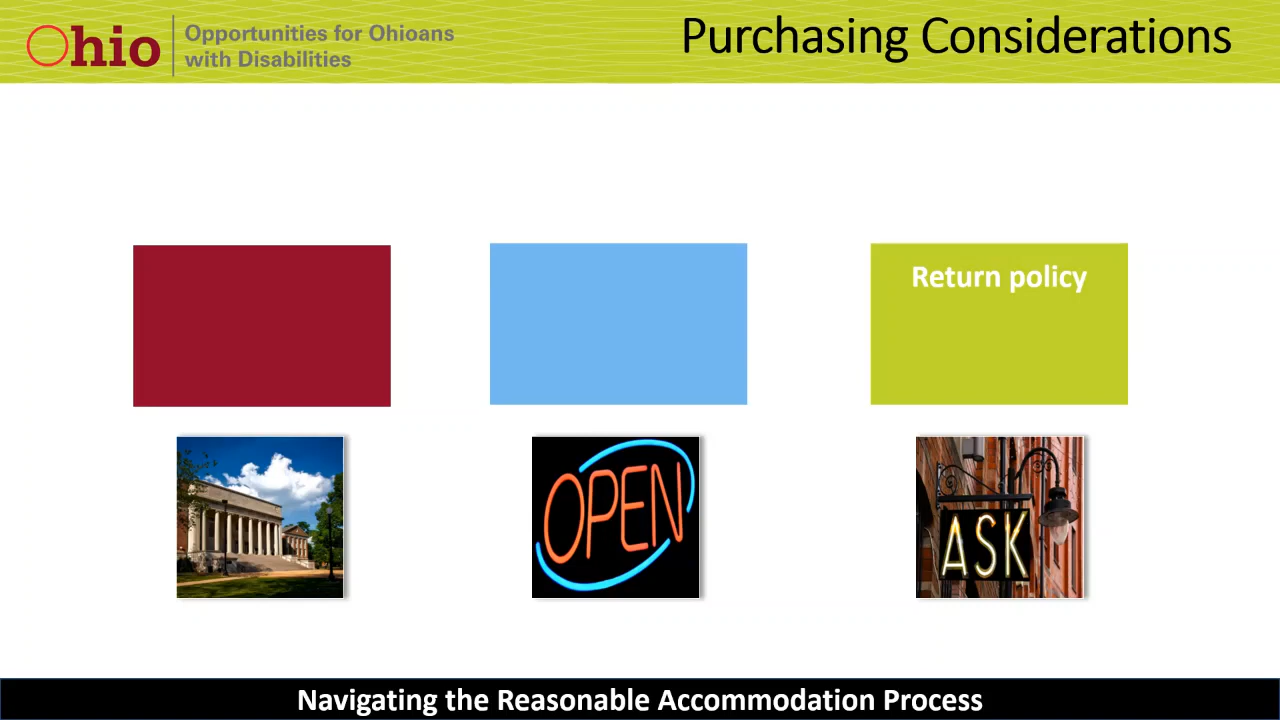 Ohio
Opportunities for Ohioans
with Disabilities
Purchasing Considerations
Return policy
OPEN
ASK
Navigating the Reasonable Accommodation Process